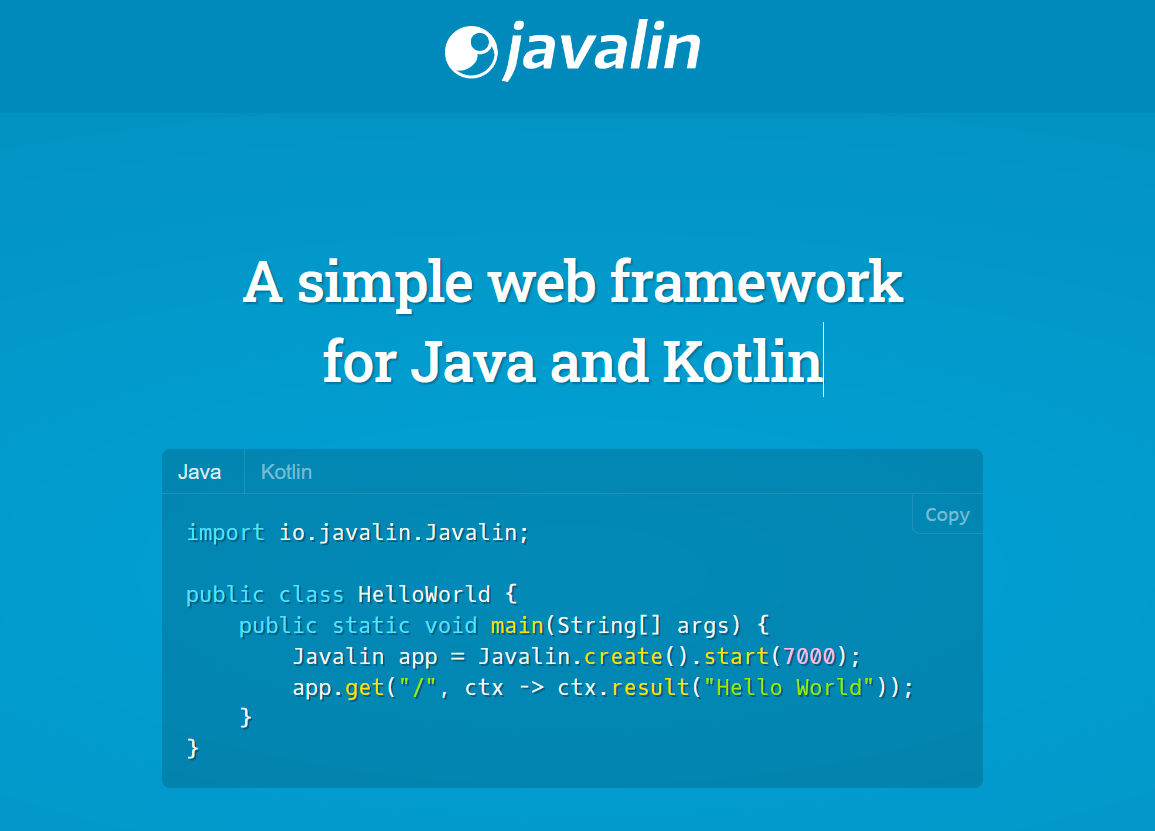 javalin
A simple web framework
for Java and Kotlin
Java Kotlin
Copy
import io.javalin.Javalin;
public class HelloWorld {
    public static void main(String[] args) {
        Javalin app = Javalin.create().start(7000);
        app.get("/", ctx -> ctx.result("Hello World"));
    }
}